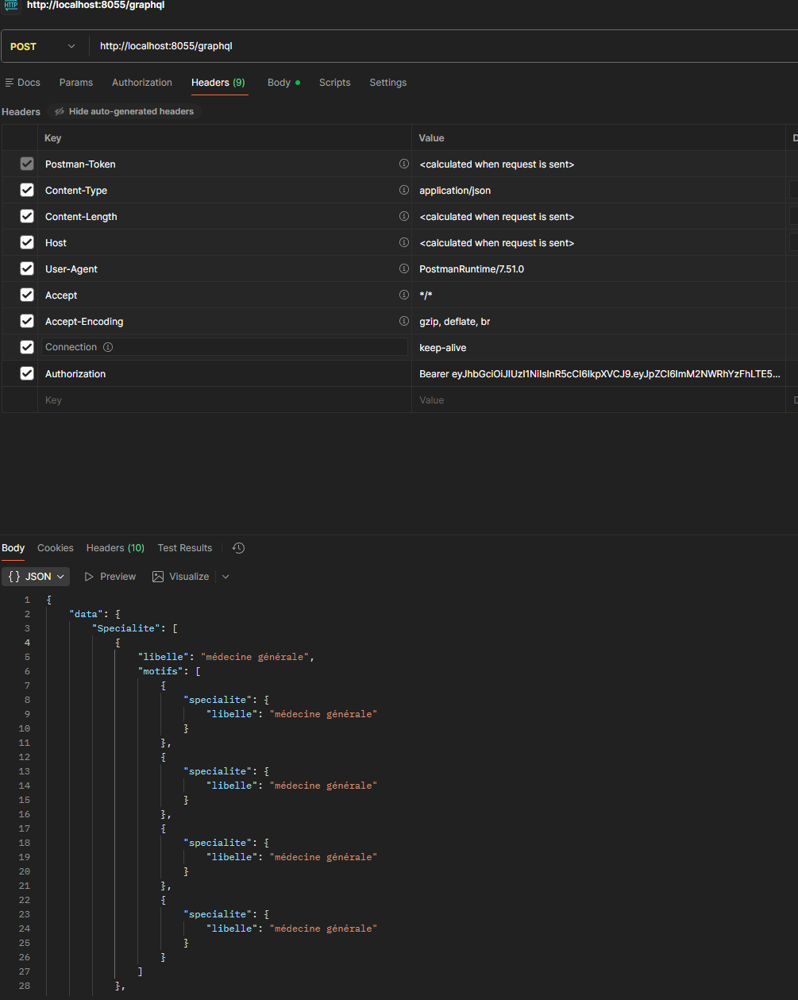 HTTP http://localhost:8055/graphql
POST http://localhost:8055/graphql
Docs Params Authorization Headers (9) Body Scripts Settings
Headers Hide auto-generated headers
Key Value D
Postman-Token <calculated when request is sent>
Content-Type application/json
Content-Length <calculated when request is sent>
Host <calculated when request is sent>
User-Agent PostmanRuntime/7.51.0
Accept */*
Accept-Encoding gzip, deflate, br
Connection keep-alive
Authorization Bearer eyJhbGciOiJIUzI1NiIsInR5cCI6IkpXVCJ9.eyJpZCI6ImM2NWRhYzFhLTE5...
Key Value D
Body Cookies Headers (10) Test Results
{} JSON Preview Visualize
1 {
2 "data": {
3 "Specialite": [
4 {
5 "libelle": "médecine générale",
6 "motifs": [
7 {
8 "specialite": {
9 "libelle": "médecine générale"
10 }
11 },
12 {
13 "specialite": {
14 "libelle": "médecine générale"
15 }
16 },
17 {
18 "specialite": {
19 "libelle": "médecine générale"
20 }
21 },
22 {
23 "specialite": {
24 "libelle": "médecine générale"
25 }
26 }
27 ]
28 },